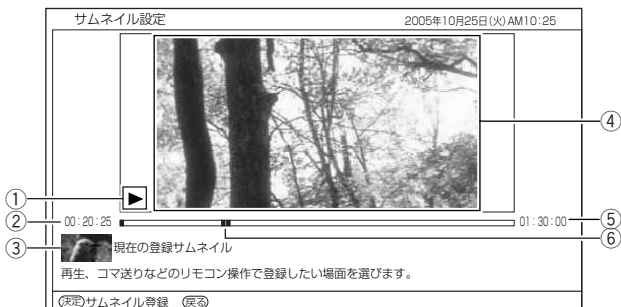 サムネイル設定 2005年10月25日(火)AM10:25
④
①
② 00:20:25 01:30:00 ⑤
③ 現在の登録サムネイル ⑥
再生、コマ送りなどのリモコン操作で登録したい場面を選びます。
決定 サムネイル登録 戻る